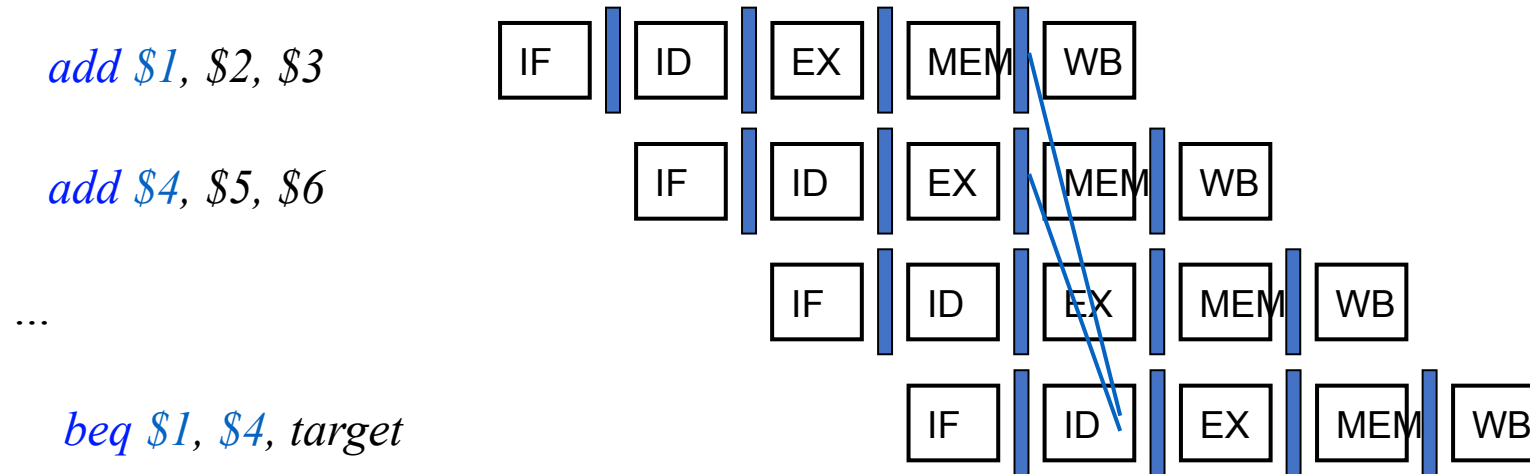 add $1, $2, $3 IF ID EX MEM WB
add $4, $5, $6 IF ID EX MEM WB
... IF ID EX MEM WB
beq $1, $4, target IF ID EX MEM WB